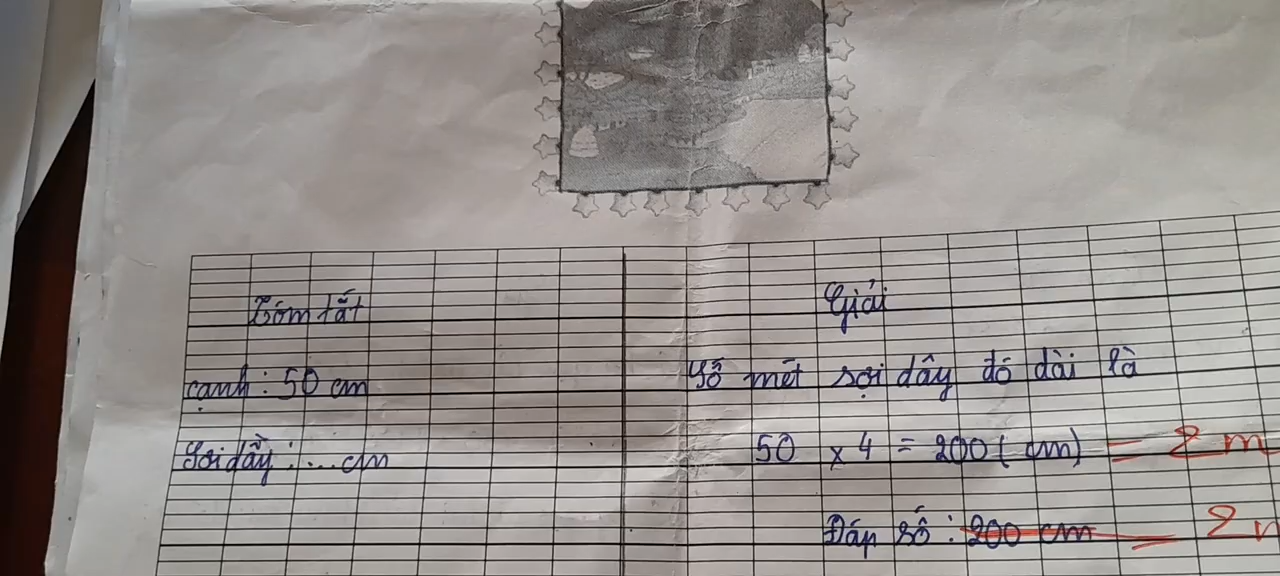 Tóm tắt
cạnh : 50 cm
Sợi dây : ... cm
Giải
Số mét sợi dây đó dài là
50 x 4 = 200 ( cm) = 2 m
Đáp số : 200 cm 2